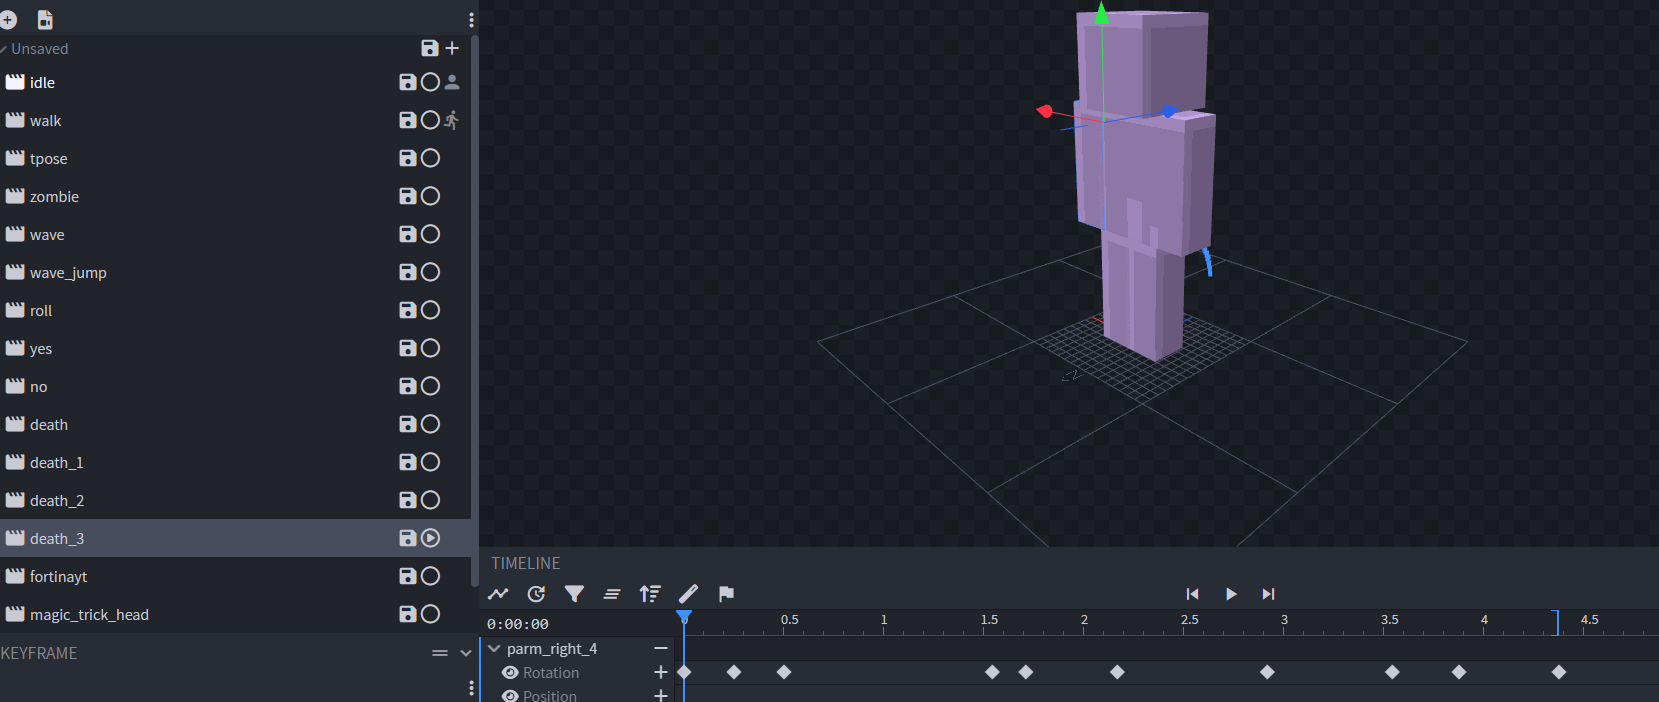 Unsaved
idle
walk
tpose
zombie
wave
wave_jump
roll
yes
no
death
death_1
death_2
death_3
fortinayt
magic_trick_head
KEYFRAME
TIMELINE
0:00:00
0 0.5 1 1.5 2 2.5 3 3.5 4 4.5
parm_right_4
Rotation
Position